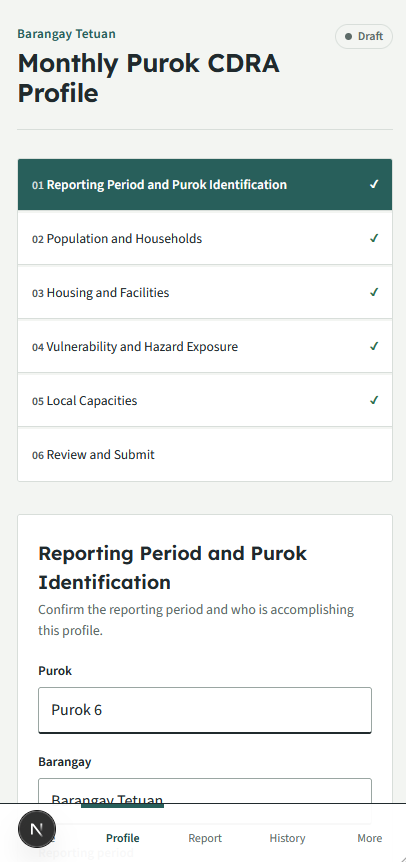 Barangay Tetuan
Draft
Monthly Purok CDRA
Profile
01 Reporting Period and Purok Identification ✓
02 Population and Households ✓
03 Housing and Facilities ✓
04 Vulnerability and Hazard Exposure ✓
05 Local Capacities ✓
06 Review and Submit
Reporting Period and Purok
Identification
Confirm the reporting period and who is accomplishing
this profile.
Purok
Purok 6
Barangay
Barangay Tetuan
N
Profile
Report
History
More
Reporting period